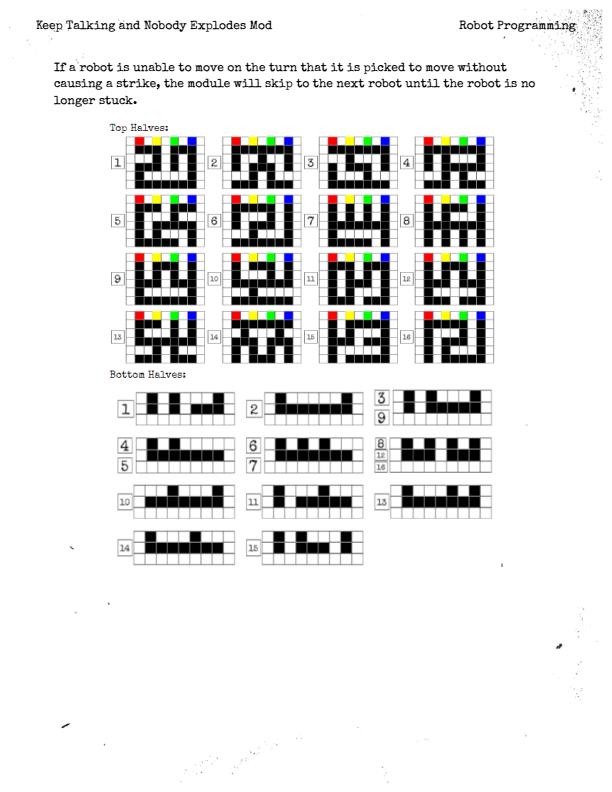 Keep Talking and Nobody Explodes Mod Robot Programming
If a robot is unable to move on the turn that it is picked to move without
causing a strike, the module will skip to the next robot until the robot is no
longer stuck.
Top Halves:
1 2 3 4
5 6 7 8
9 10 11 12
13 14 15 16
Bottom Halves:
1 2 3
9
4 6 8
12
5 7 16
10 11 13
14 15